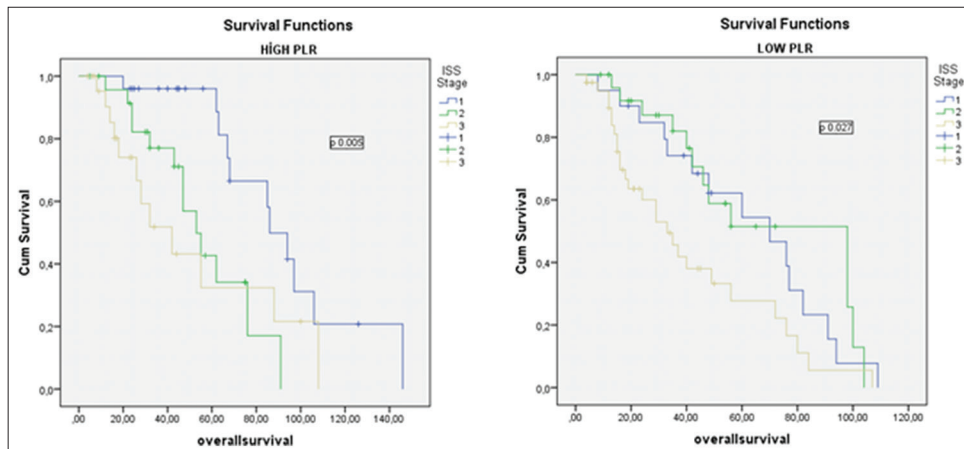 Survival Functions
HİGH PLR
ISS
Stage
1
2
3
1
2
3
p 0.005
1,0
0,8
0,6
0,4
0,2
0,0
Cum Survival
,00 20,00 40,00 60,00 80,00 100,00 120,00 140,00
overallsurvival
Survival Functions
LOW PLR
ISS
Stage
1
2
3
1
2
3
p 0.027
1,0
0,8
0,6
0,4
0,2
0,0
Cum Survival
,00 20,00 40,00 60,00 80,00 100,00 120,00
overallsurvival